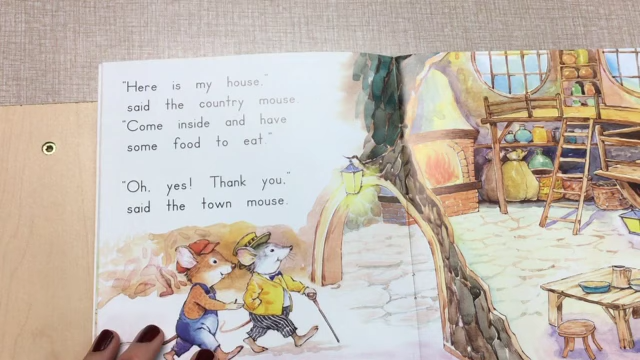 "Here is my house."
said the country mouse
"Come inside and have
some food to eat."
"Oh. yes! Thank you."
said the town mouse.